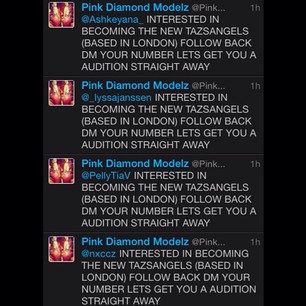 Pink Diamond Modelz @Pink... 1h
@Ashkeyana_ INTERESTED IN
BECOMING THE NEW TAZSANGELS
(BASED IN LONDON) FOLLOW BACK
DM YOUR NUMBER LETS GET YOU A
AUDITION STRAIGHT AWAY
Pink Diamond Modelz @Pink... 1h
@_lyssajanssen INTERESTED IN
BECOMING THE NEW TAZSANGELS
(BASED IN LONDON) FOLLOW BACK
DM YOUR NUMBER LETS GET YOU A
AUDITION STRAIGHT AWAY
Pink Diamond Modelz @Pink... 1h
@PellyTiaV INTERESTED IN
BECOMING THE NEW TAZSANGELS
(BASED IN LONDON) FOLLOW BACK
DM YOUR NUMBER LETS GET YOU A
AUDITION STRAIGHT AWAY
Pink Diamond Modelz @Pink... 1h
@nxccz INTERESTED IN BECOMING
THE NEW TAZSANGELS (BASED IN
LONDON) FOLLOW BACK DM YOUR
NUMBER LETS GET YOU A AUDITION
STRAIGHT AWAY